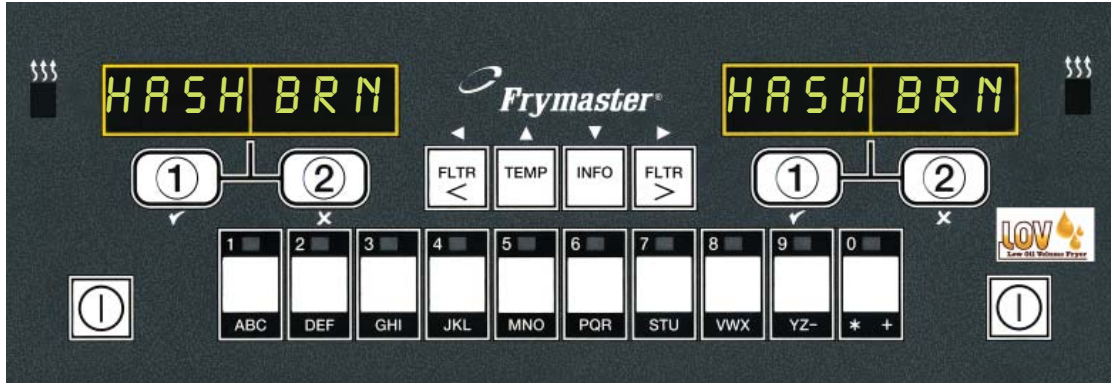 HASH BRN
Frymaster
HASH BRN
1 2
FLTR < TEMP INFO FLTR >
1 2
1 2 3 4 5 6 7 8 9 0
ABC DEF GHI JKL MNO PQR STU VWX YZ- * +
LOV
Low Oil Volume Fryer